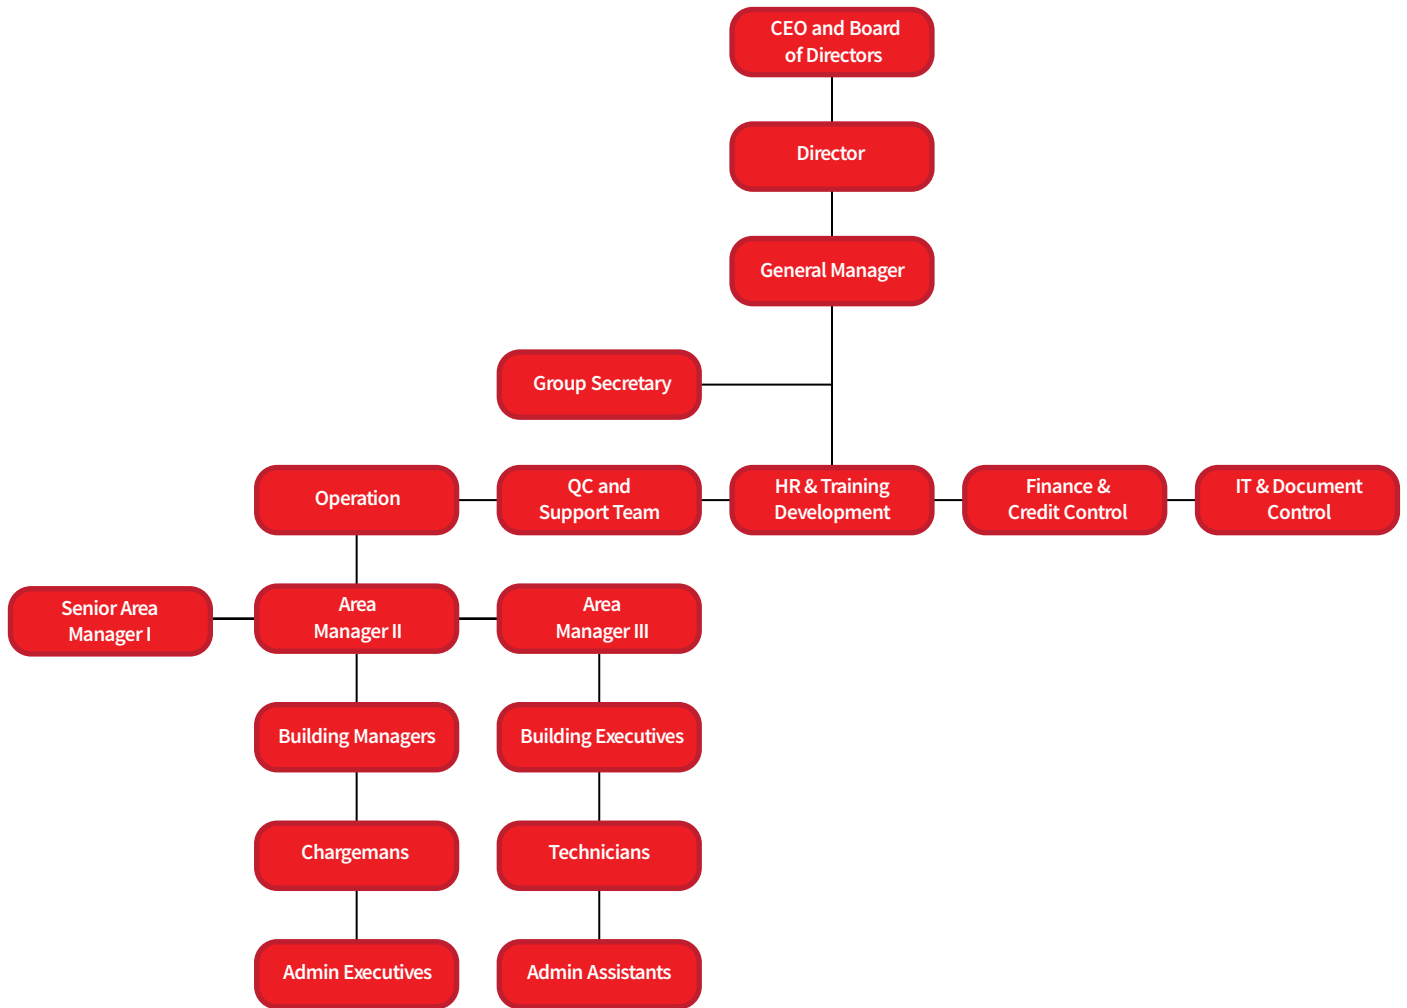 CEO and Board
of Directors
Director
General Manager
Group Secretary
Operation
QC and
Support Team
HR & Training
Development
Finance &
Credit Control
IT & Document
Control
Senior Area
Manager I
Area
Manager II
Area
Manager III
Building Managers
Building Executives
Chargemans
Technicians
Admin Executives
Admin Assistants